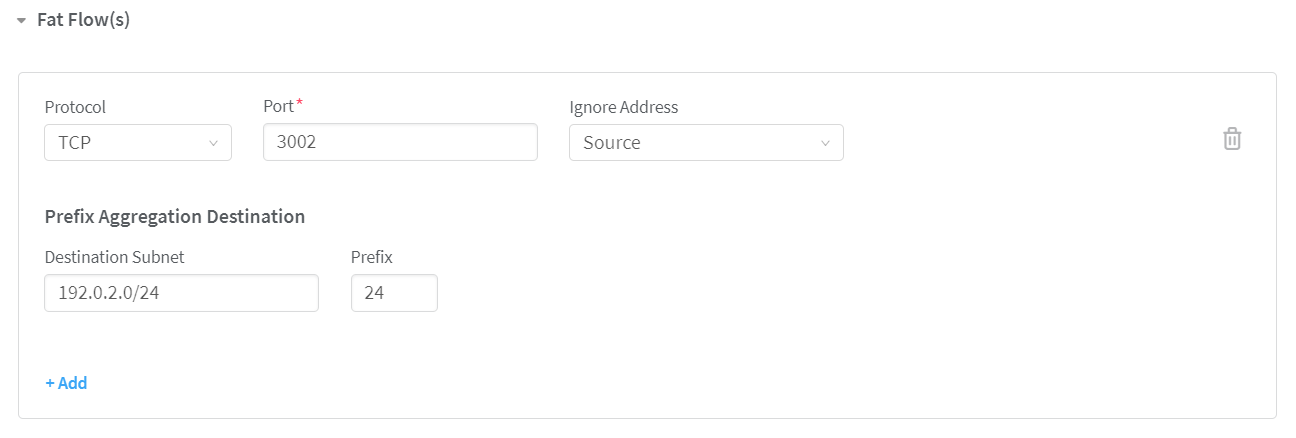 Fat Flow(s)
Protocol Port* Ignore Address
TCP 3002 Source
Prefix Aggregation Destination
Destination Subnet Prefix
192.0.2.0/24 24
+ Add